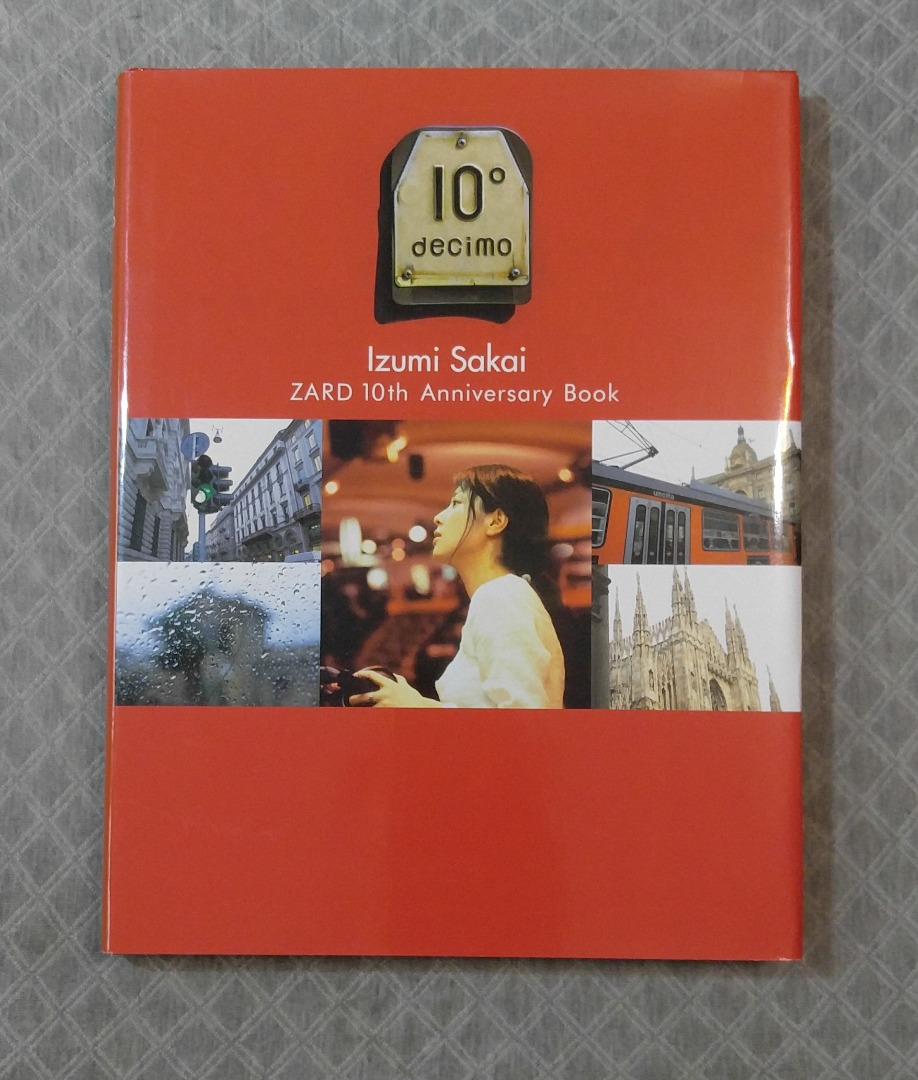 10°
decimo
Izumi Sakai
ZARD 10th Anniversary Book